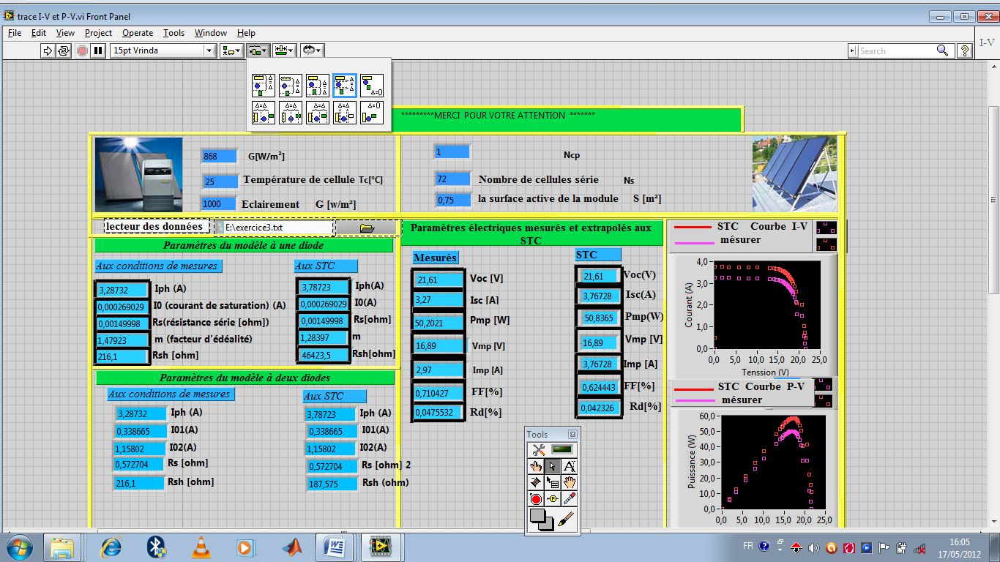 trace I-V et P-V.vi Front Panel
File Edit View Project Operate Tools Window Help
15pt Vrinda
Search
I-V
*********MERCI POUR VOTRE ATTENTION *******
868 G[W/m²]
25 Température de cellule Tc[°C]
1000 Eclairement G [w/m²]
1 Ncp
72 Nombre de cellules série Ns
0,75 la surface active de la module S [m²]
lecteur des données E:\exercice3.txt
Paramètres du modèle à une diode
Aux conditions de mesures
3,28732 Iph (A)
0,000269029 I0 (courant de saturation) (A)
0,00149998 Rs(résistance série [ohm])
1,47923 m (facteur d'édéalité)
216,1 Rsh [ohm]
Aux STC
3,78723 Iph(A)
0,000269029 I0(A)
0,00149998 Rs[ohm]
1,28397 m
46423,5 Rsh[ohm]
Paramètres du modèle à deux diodes
Aux conditions de mesures
3,28732 Iph (A)
0,338665 I01(A)
1,15802 I02(A)
0,572704 Rs [ohm]
216,1 Rsh [ohm]
Aux STC
3,78723 Iph (A)
0,338665 I01(A)
1,15802 I02(A)
0,572704 Rs [ohm] 2
187,575 Rsh (ohm)
Paramètres électriques mesurés et extrapolés aux
STC
Mesurés
21,61 Voc [V]
3,27 Isc [A]
50,2021 Pmp [W]
16,89 Vmp [V]
2,97 Imp [A]
0,710427 FF[%]
0,0475532 Rd[%]
STC
21,61 Voc(V)
3,76728 Isc(A)
50,8365 Pmp(W)
16,89 Vmp [V]
3,76728 Imp [A]
0,624443 FF[%]
0,042326 Rd[%]
STC Courbe I-V
mésurer
4,0
3,0
2,0
1,0
0,0
Courant (A)
0,0 5,0 10,0 15,0 20,0 25,0
Tenssion (V)
STC Courbe P-V
mésurer
60,0
50,0
40,0
30,0
20,0
10,0
0,0
Puissance (W)
0,0 5,0 10,0 15,0 20,0 25,0
Tools
FR
16:05
17/05/2012